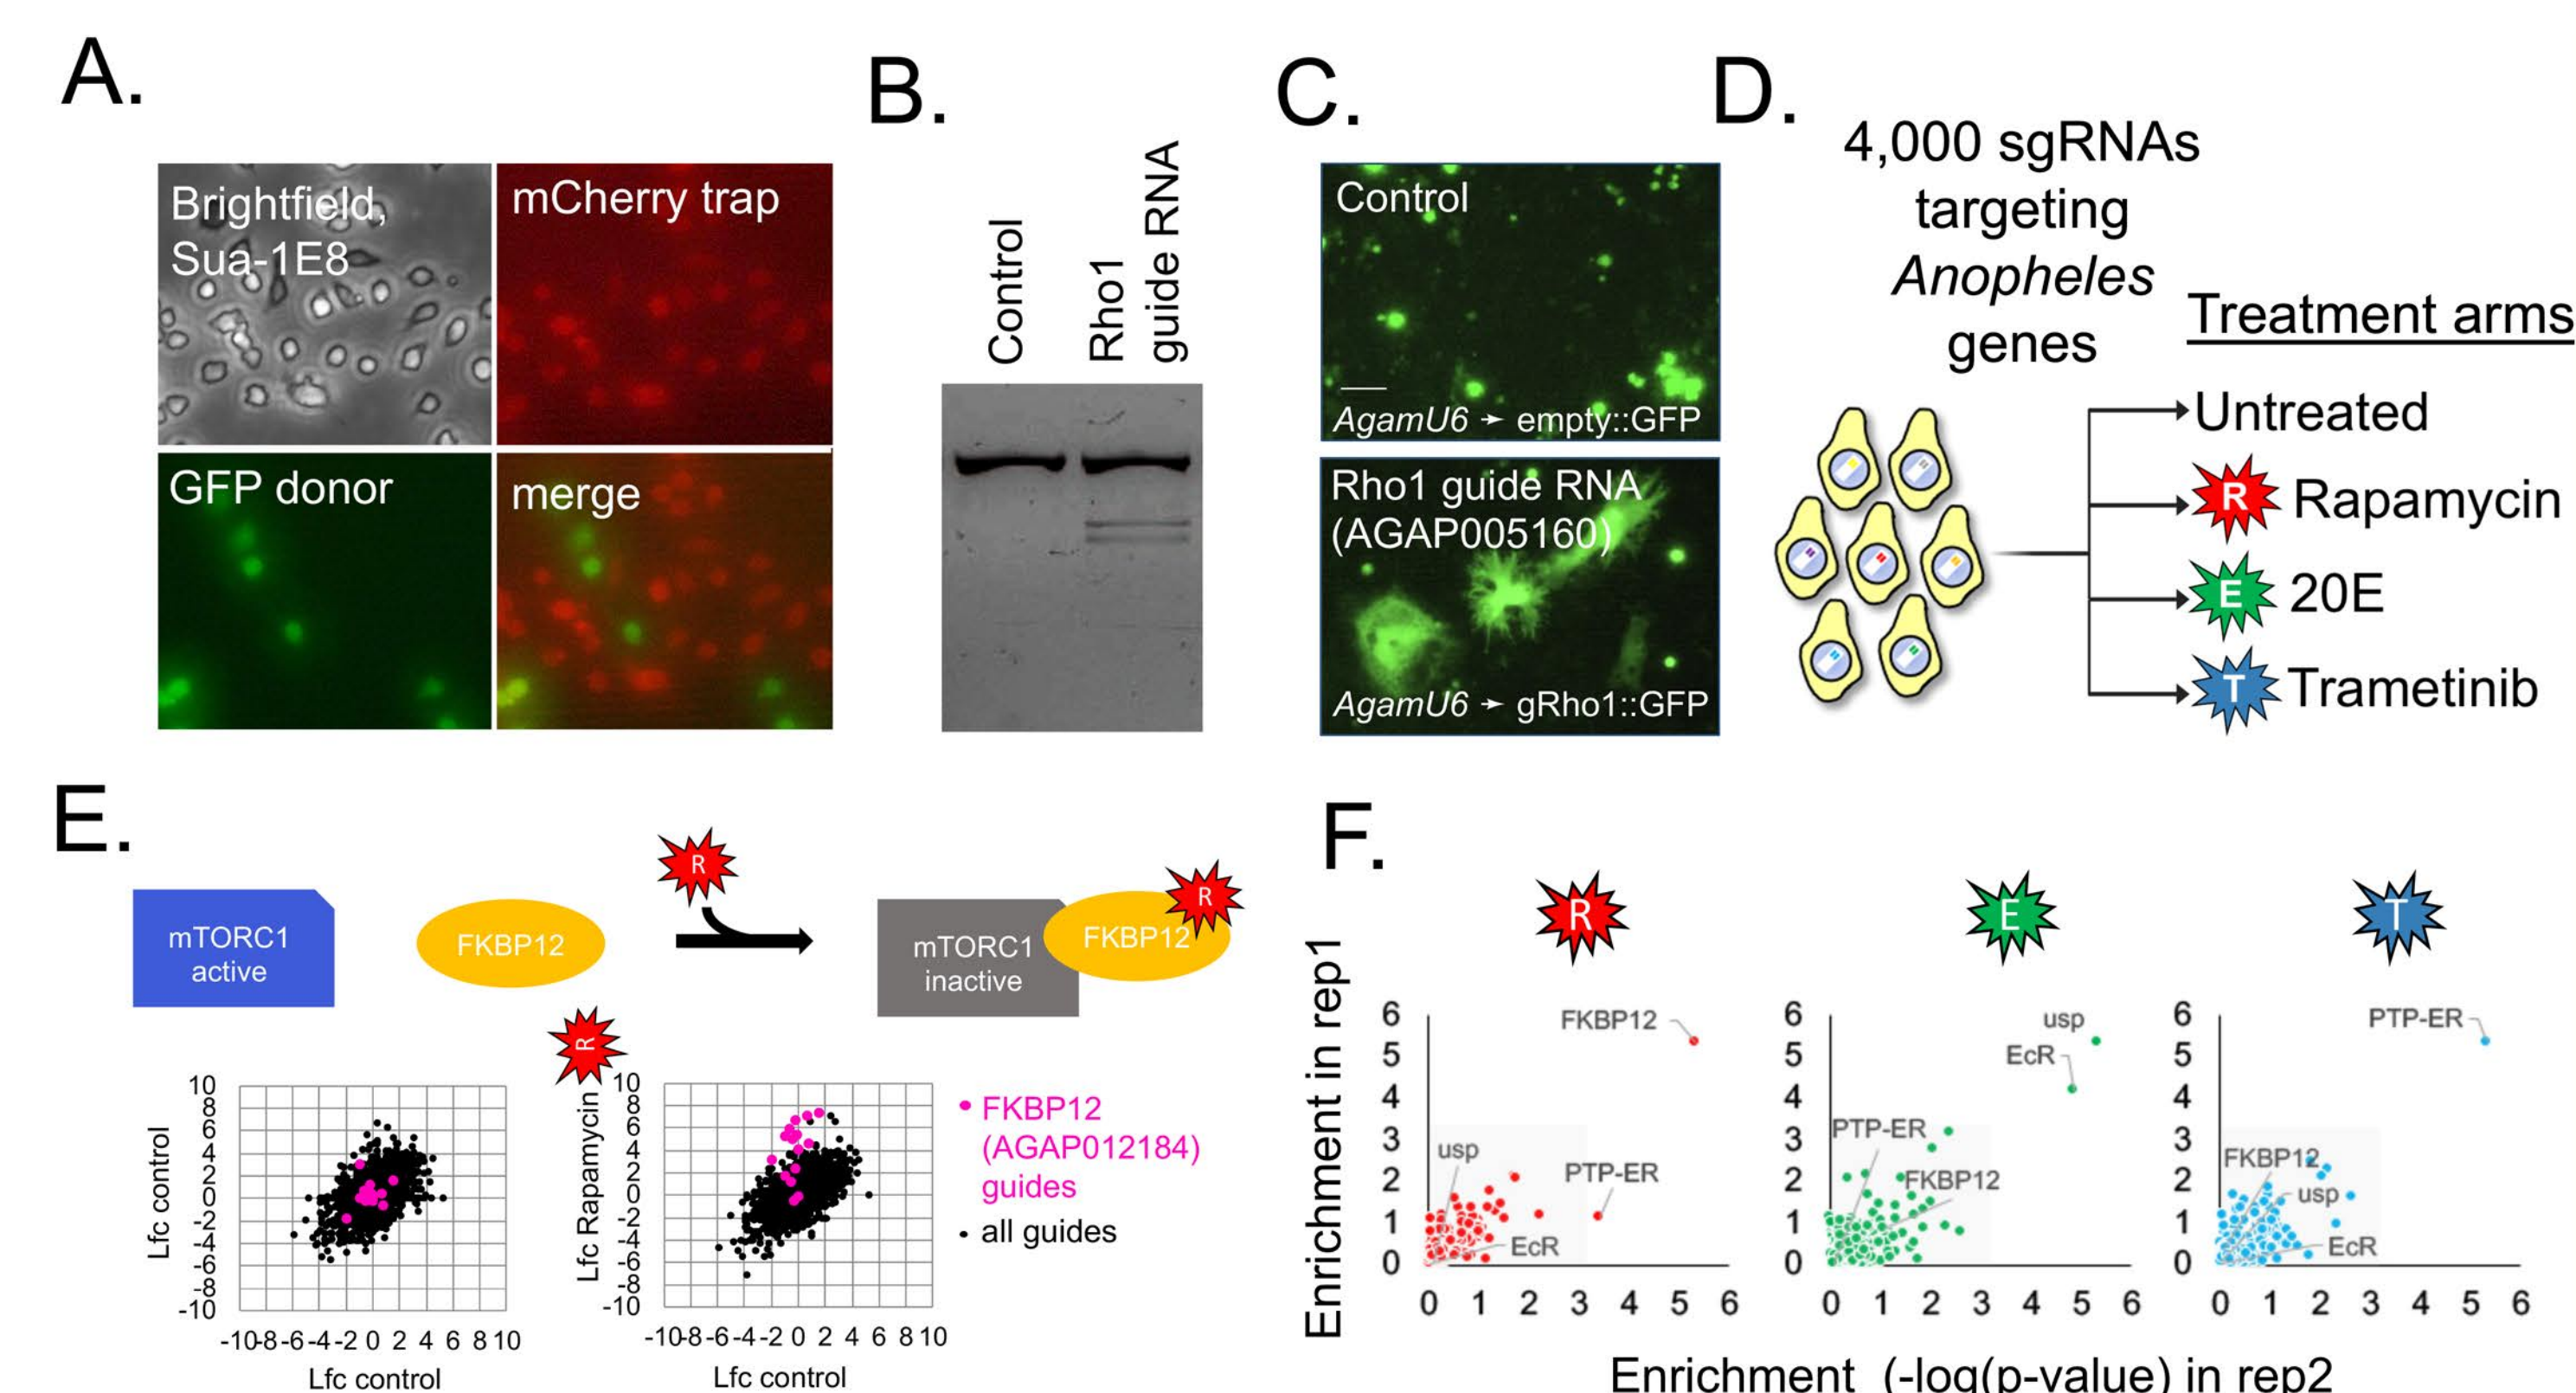 A.
Brightfield,
Sua-1E8
mCherry trap
GFP donor
merge
B.
Control
Rho1
guide RNA
C.
Control
AgamU6 → empty::GFP
Rho1 guide RNA
(AGAP005160)
AgamU6 → gRho1::GFP
D.
4,000 sgRNAs
targeting
Anopheles
genes
Treatment arms
Untreated
R Rapamycin
E 20E
T Trametinib
E.
mTORC1
active
FKBP12
R
mTORC1
inactive
FKBP12
R
Lfc control
10
8
6
4
2
0
-2
-4
-6
-8
-10
-10 -8 -6 -4 -2 0 2 4 6 8 10
Lfc control
R
Lfc Rapamycin
10
8
6
4
2
0
-2
-4
-6
-8
-10
-10 -8 -6 -4 -2 0 2 4 6 8 10
Lfc control
FKBP12
(AGAP012184)
guides
all guides
F.
Enrichment in rep1
R
6
5
4
3
2
1
0
FKBP12
usp
PTP-ER
EcR
0 1 2 3 4 5 6
E
6
5
4
3
2
1
0
usp
EcR
PTP-ER
FKBP12
0 1 2 3 4 5 6
T
6
5
4
3
2
1
0
PTP-ER
FKBP12
usp
EcR
0 1 2 3 4 5 6
Enrichment (-log(p-value) in rep2